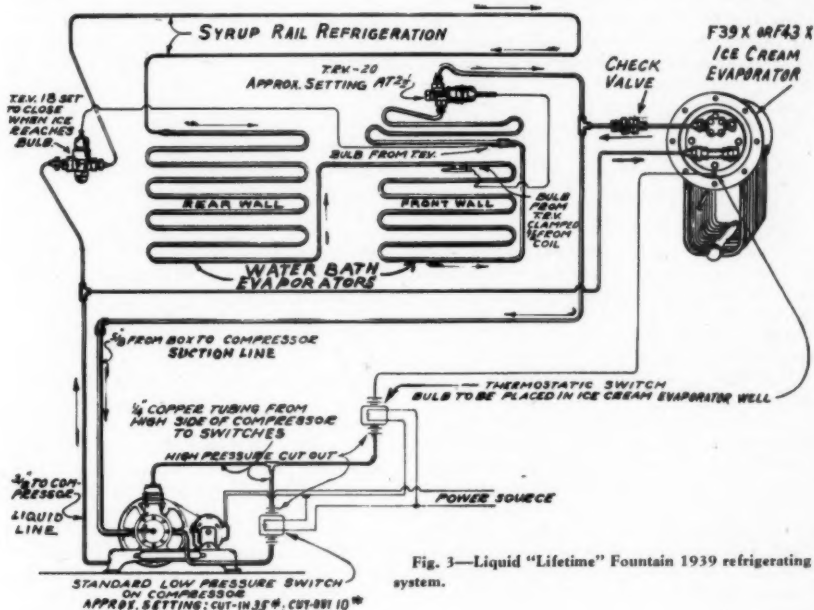 SYRUP RAIL REFRIGERATION
T.E.V. 18 SET
TO CLOSE
WHEN ICE
REACHES
BULB
T.E.V.-20
APPROX. SETTING AT 2½
CHECK
VALVE
F39X OR F43X
ICE CREAM
EVAPORATOR
BULB FROM T.E.V.
REAR WALL
FRONT WALL
BULB
FROM
T.E.V.
CLAMPED
FROM
COIL
WATER BATH
EVAPORATORS
5/8" FROM BOX TO COMPRESSOR
SUCTION LINE
THERMOSTATIC SWITCH
BULB TO BE PLACED IN ICE CREAM EVAPORATOR WELL
1/4" COPPER TUBING FROM
HIGH SIDE OF COMPRESSOR
TO SWITCHES
HIGH PRESSURE CUT OUT
3/8" TO COM-
PRESSOR
LIQUID
LINE
POWER SOURCE
STANDARD LOW PRESSURE SWITCH
ON COMPRESSOR
APPROX. SETTING: CUT-IN 35#, CUT-OUT 10#
Fig. 3—Liquid "Lifetime" Fountain 1939 refrigerating
system.